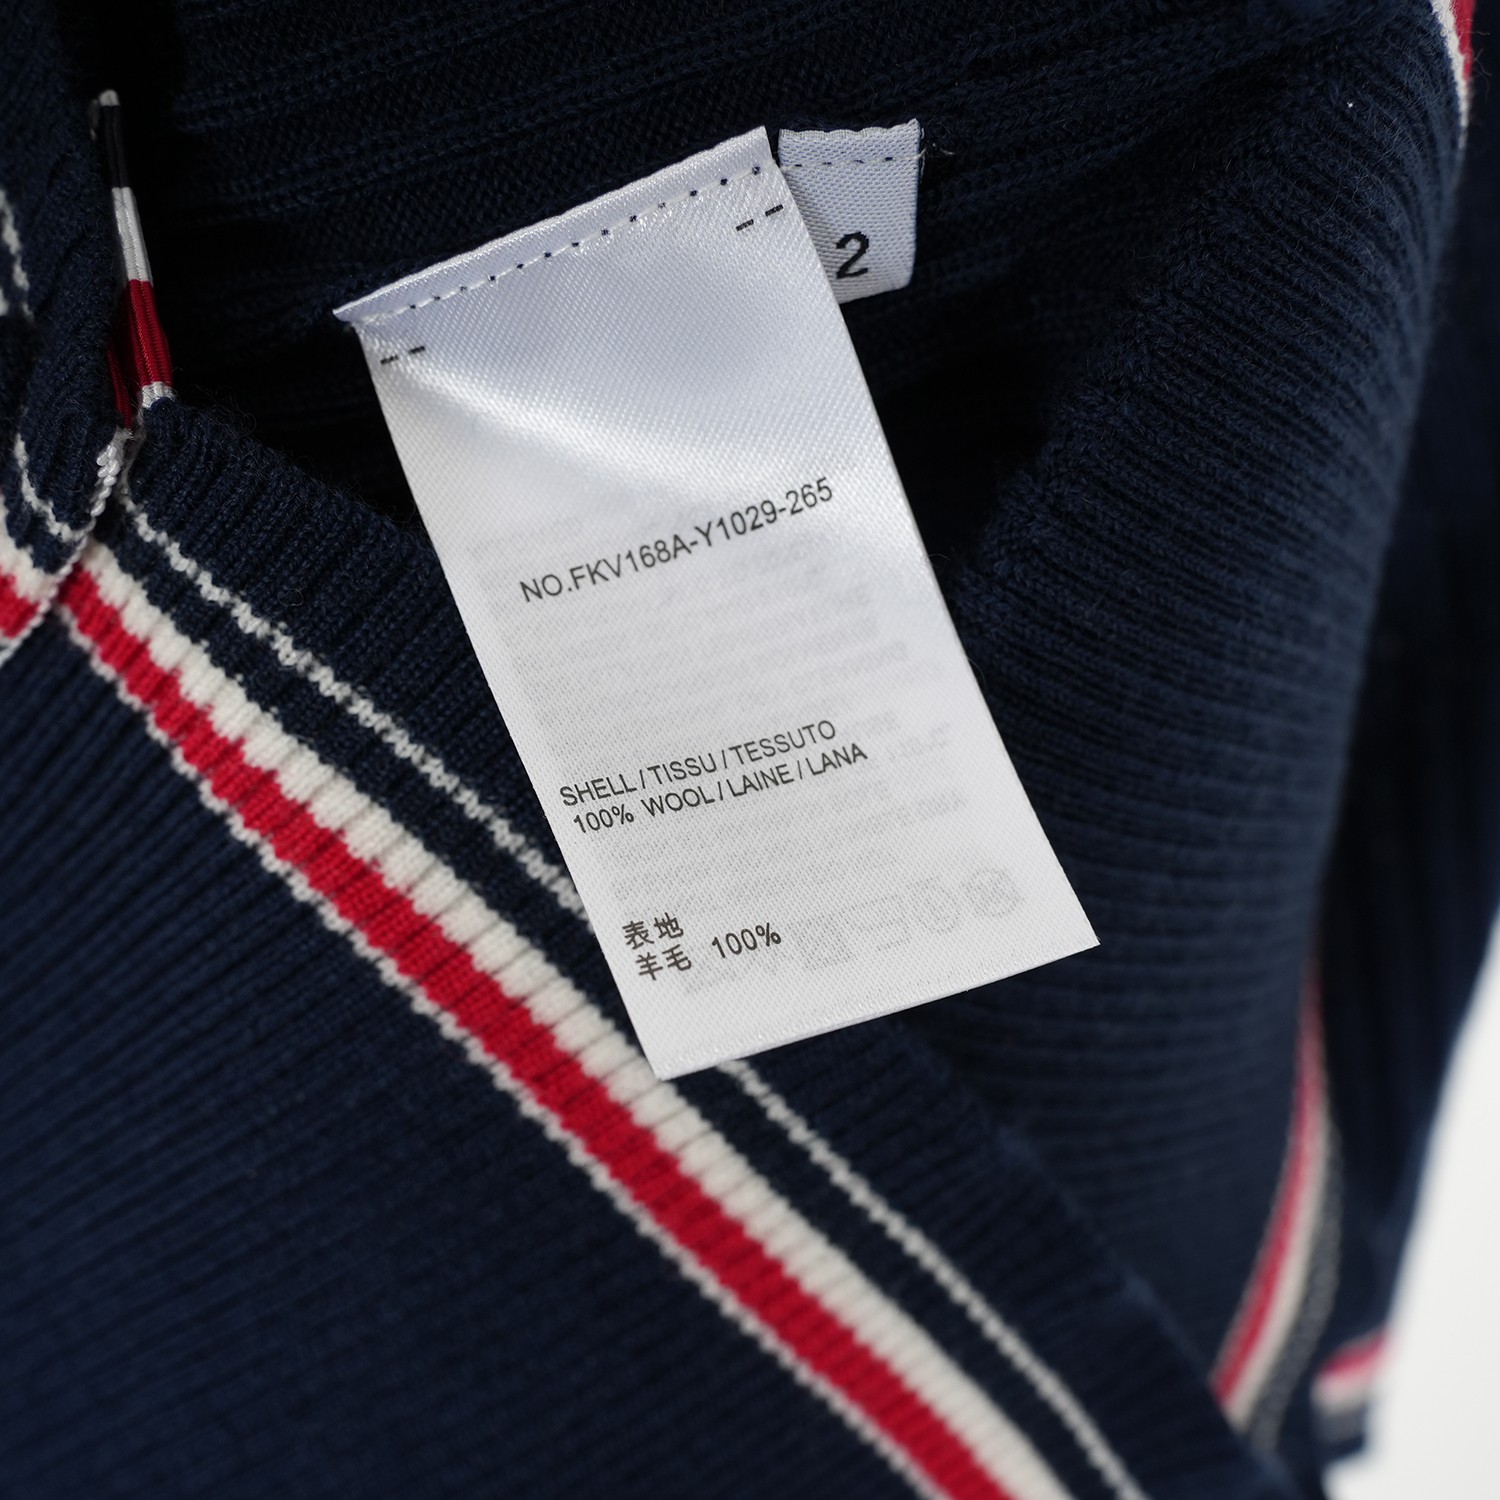 2
NO.FKV168A-Y1029-265
SHELL / TISSU / TESSUTO
100% WOOL / LAINE / LANA
表地
羊毛 100%